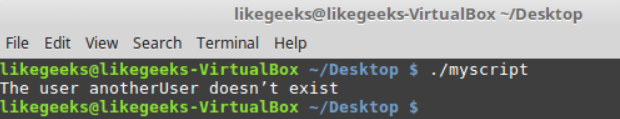 likegeeks@likegeeks-VirtualBox ~/Desktop
File Edit View Search Terminal Help
likegeeks@likegeeks-VirtualBox ~/Desktop $ ./myscript
The user anotherUser doesn’t exist
likegeeks@likegeeks-VirtualBox ~/Desktop $